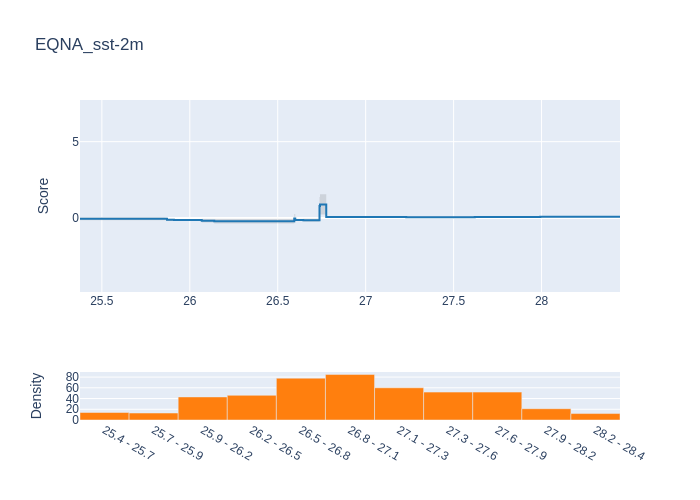 EQNA_sst-2m
Score
5
0
25.5 26 26.5 27 27.5 28
Density
80
60
40
20
0
25.4 - 25.7
25.7 - 25.9
25.9 - 26.2
26.2 - 26.5
26.5 - 26.8
26.8 - 27.1
27.1 - 27.3
27.3 - 27.6
27.6 - 27.9
27.9 - 28.2
28.2 - 28.4